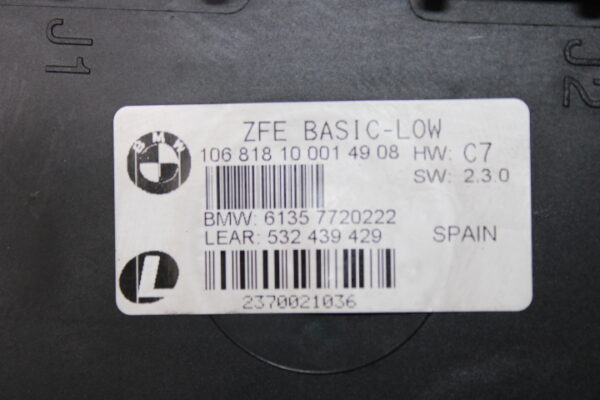 J1
J2
ZFE BASIC-LOW
BMW
106 818 10 001 49 08 HW: C7
SW: 2.3.0
BMW: 6135 7720222
LEAR: 532 439 429 SPAIN
L
2370021036